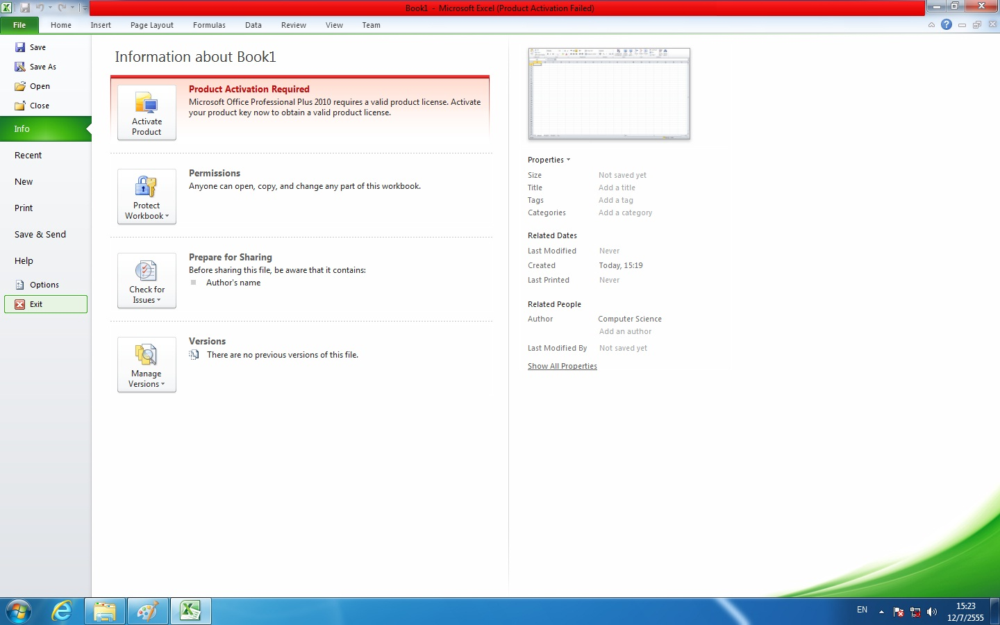 Book1 - Microsoft Excel (Product Activation Failed)
File Home Insert Page Layout Formulas Data Review View Team
Save
Save As
Open
Close
Info
Recent
New
Print
Save & Send
Help
Options
Exit
Information about Book1
Activate
Product
Product Activation Required
Microsoft Office Professional Plus 2010 requires a valid product license. Activate
your product key now to obtain a valid product license.
Protect
Workbook
Permissions
Anyone can open, copy, and change any part of this workbook.
Check for
Issues
Prepare for Sharing
Before sharing this file, be aware that it contains:
Author's name
Manage
Versions
Versions
There are no previous versions of this file.
Properties
Size Not saved yet
Title Add a title
Tags Add a tag
Categories Add a category
Related Dates
Last Modified Never
Created Today, 15:19
Last Printed Never
Related People
Author Computer Science
Add an author
Last Modified By Not saved yet
Show All Properties
EN
15:23
12/7/2555